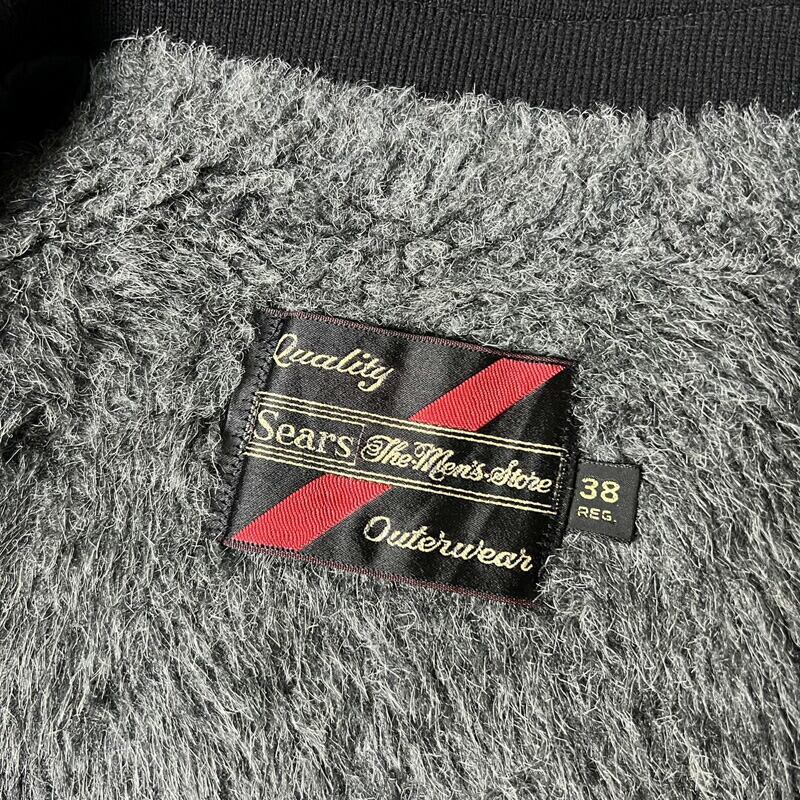 Quality
Sears The Men's Store
Outerwear
38
REG.